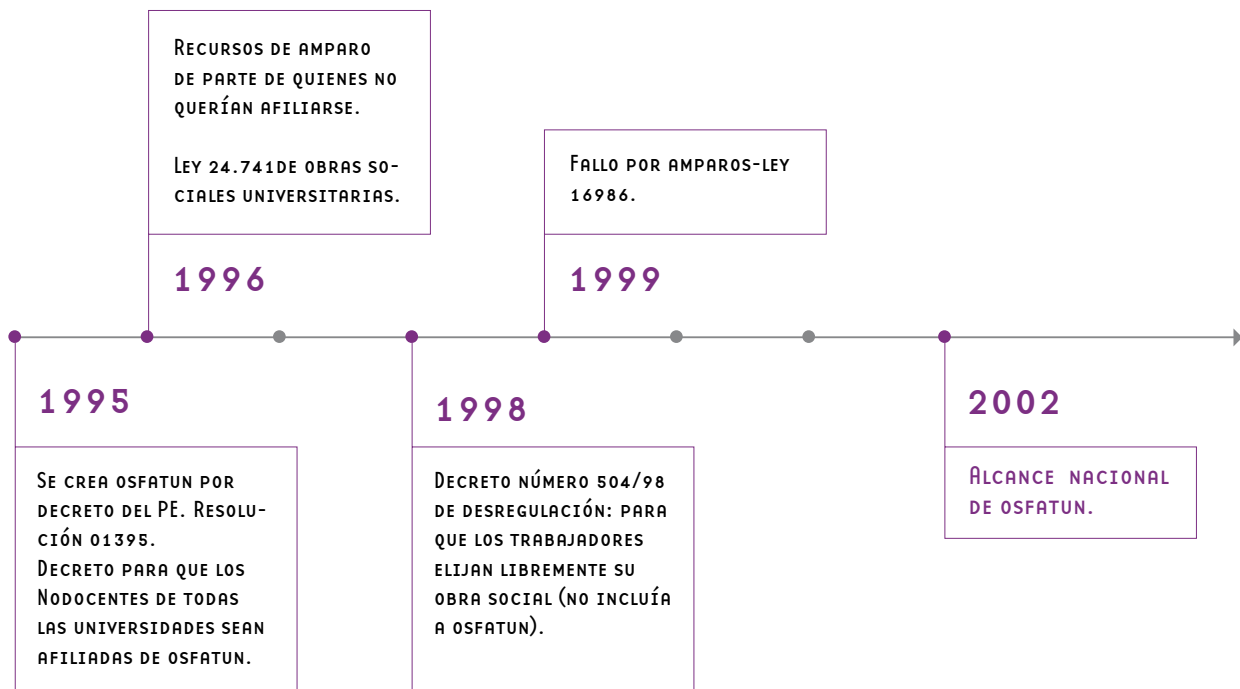 Recursos de amparo
de parte de quienes no
querían afiliarse.
Ley 24.741de obras so-
ciales universitarias.
1996
Fallo por amparos-ley
16986.
1999
1995
Se crea osfatun por
decreto del PE. Resolu-
ción 01395.
Decreto para que los
Nodocentes de todas
las universidades sean
afiliadas de osfatun.
1998
Decreto número 504/98
de desregulación: para
que los trabajadores
elijan libremente su
obra social (no incluía
a osfatun).
2002
Alcance nacional
de osfatun.